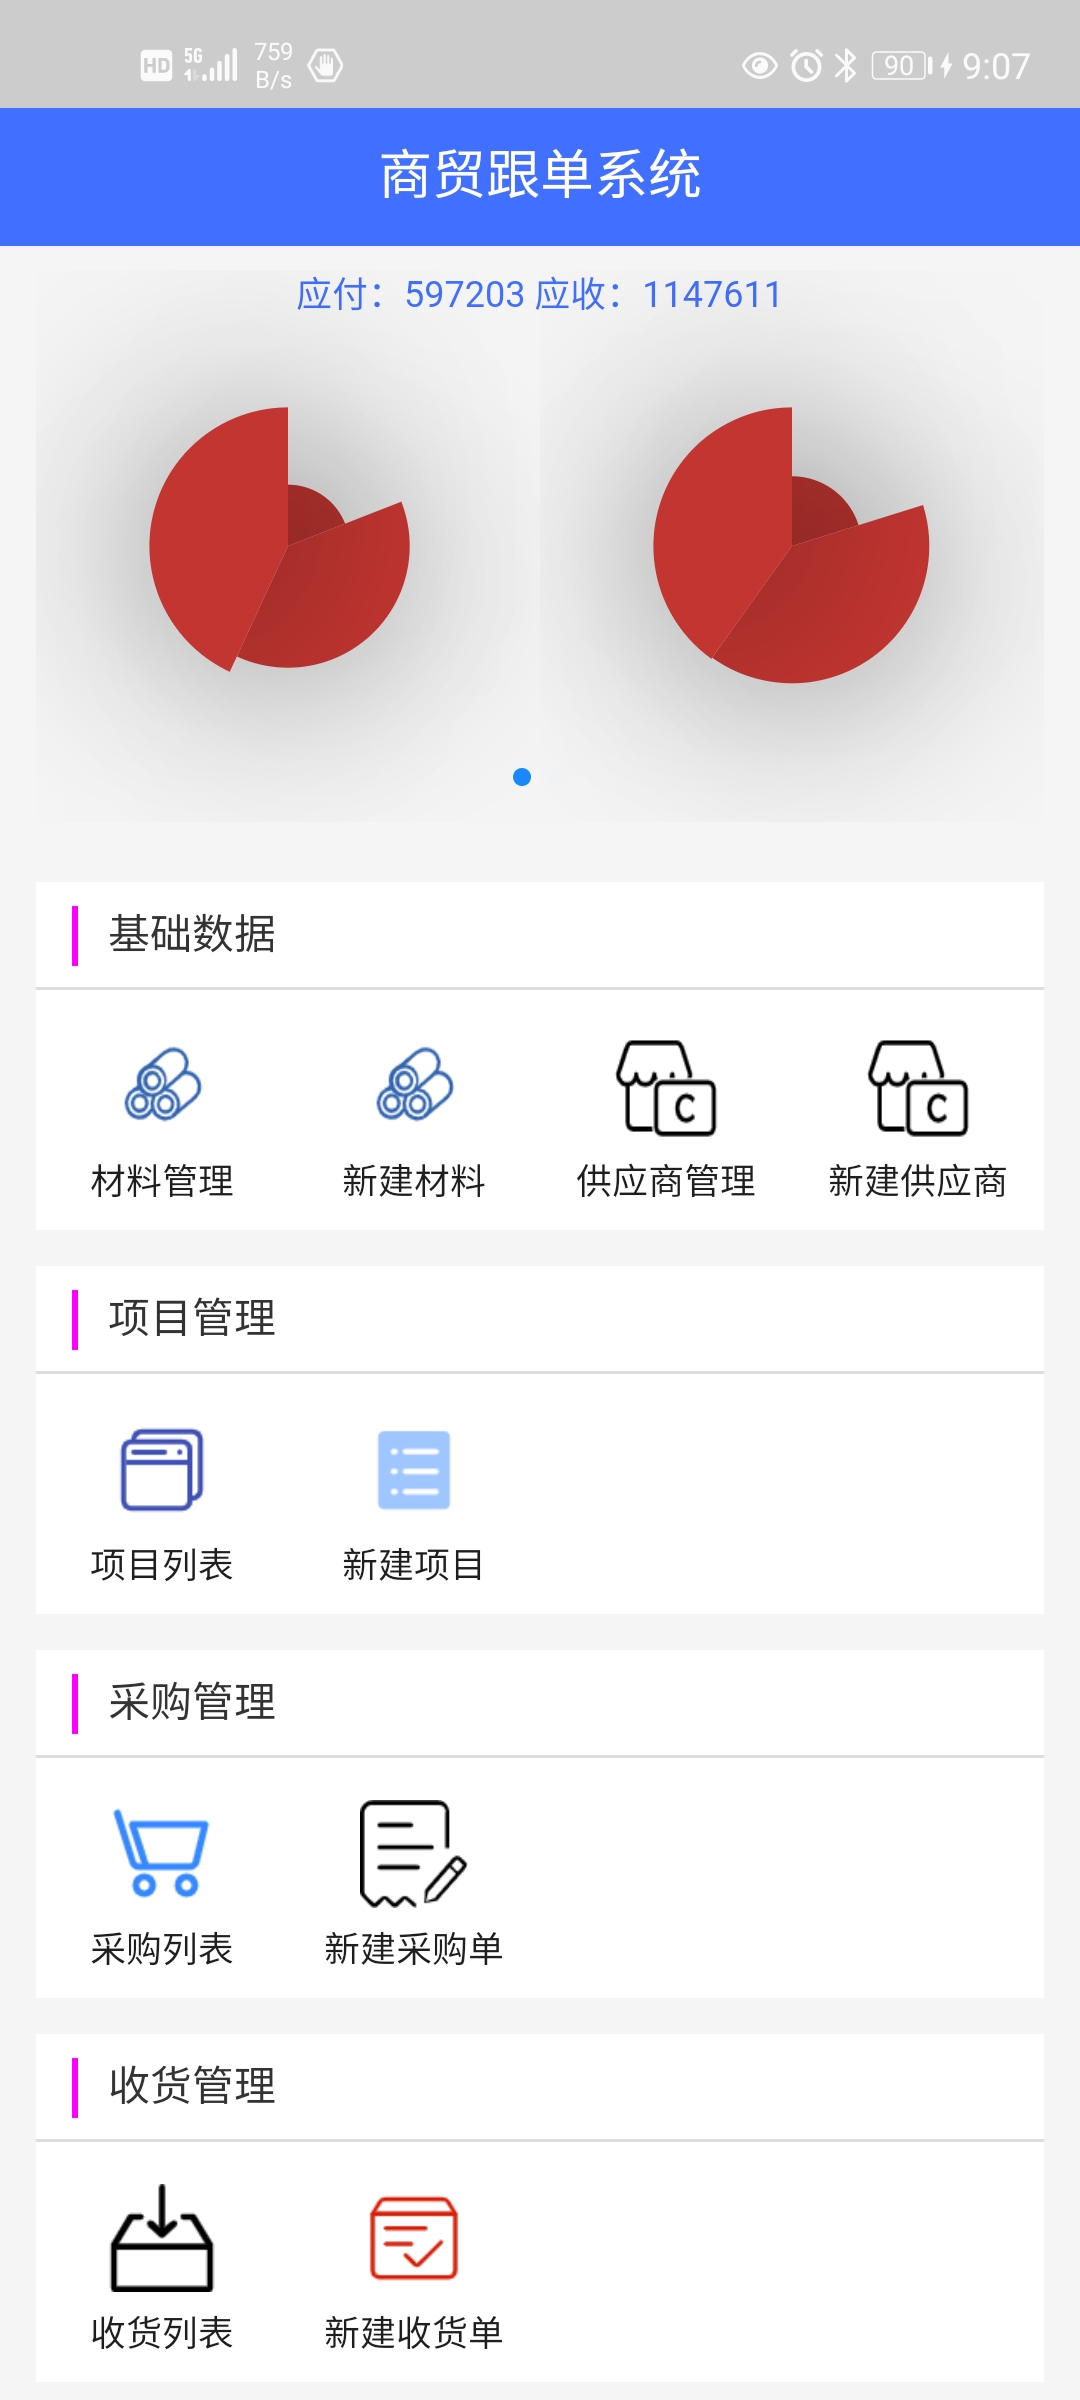 HD 5G 759 B/s 90 9:07
商贸跟单系统
应付：597203 应收：1147611
基础数据
材料管理 新建材料 供应商管理 新建供应商
C C
项目管理
项目列表 新建项目
采购管理
采购列表 新建采购单
收货管理
收货列表 新建收货单